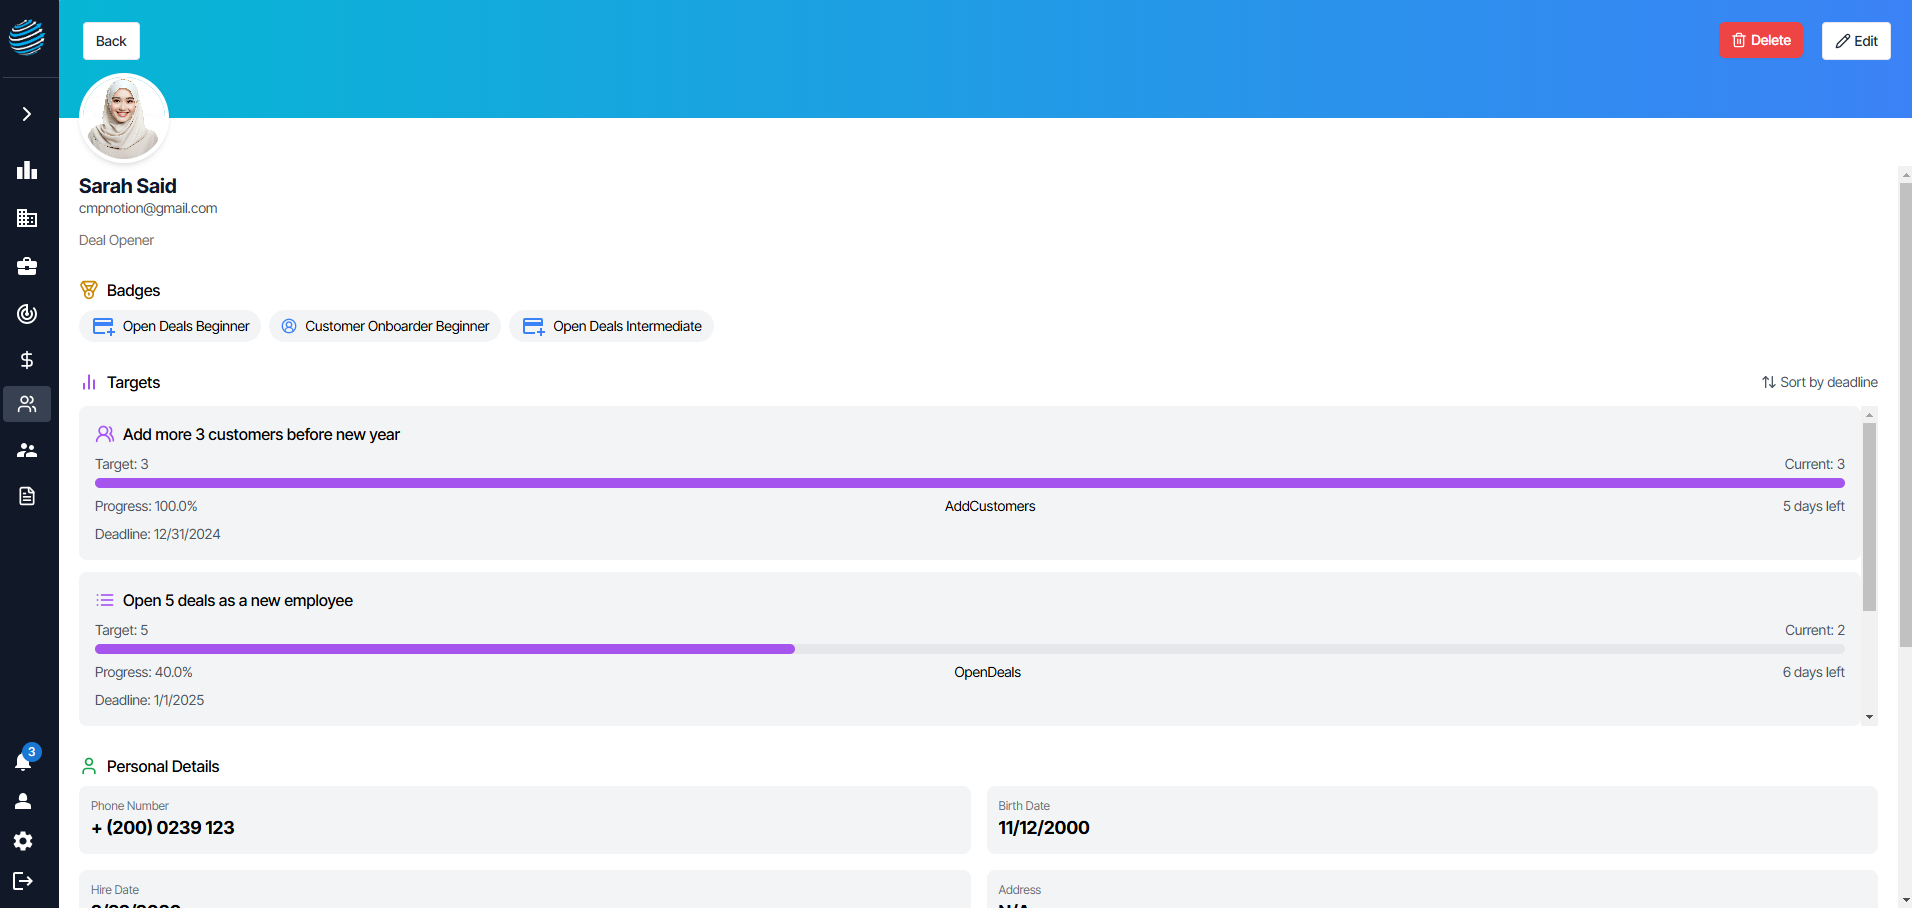 Back
Delete
Edit
Sarah Said
cmpnotion@gmail.com
Deal Opener
Badges
Open Deals Beginner
Customer Onboarder Beginner
Open Deals Intermediate
Targets
Sort by deadline
Add more 3 customers before new year
Target: 3
Current: 3
Progress: 100.0%
AddCustomers
5 days left
Deadline: 12/31/2024
Open 5 deals as a new employee
Target: 5
Current: 2
Progress: 40.0%
OpenDeals
6 days left
Deadline: 1/1/2025
3
Personal Details
Phone Number
+ (200) 0239 123
Birth Date
11/12/2000
Hire Date
Address
N/A